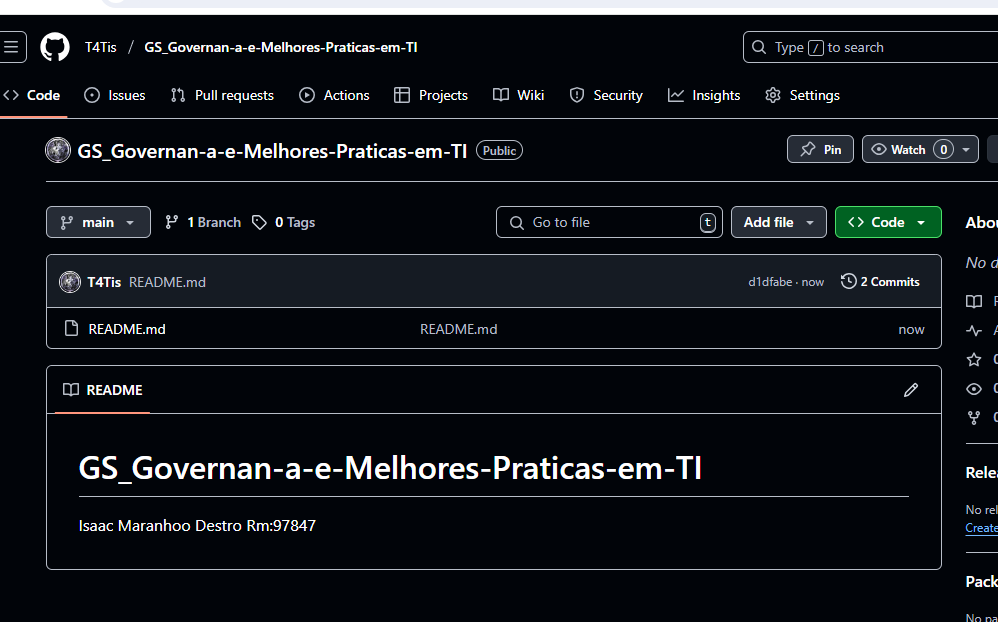 T4Tis / GS_Governan-a-e-Melhores-Praticas-em-TI
Type / to search
Code Issues Pull requests Actions Projects Wiki Security Insights Settings
GS_Governan-a-e-Melhores-Praticas-em-TI Public
Pin Watch 0
main 1 Branch 0 Tags Go to file t Add file Code
T4Tis README.md d1dfabe · now 2 Commits
README.md README.md now
README
GS_Governan-a-e-Melhores-Praticas-em-TI
Isaac Maranhoo Destro Rm:97847
No
Create